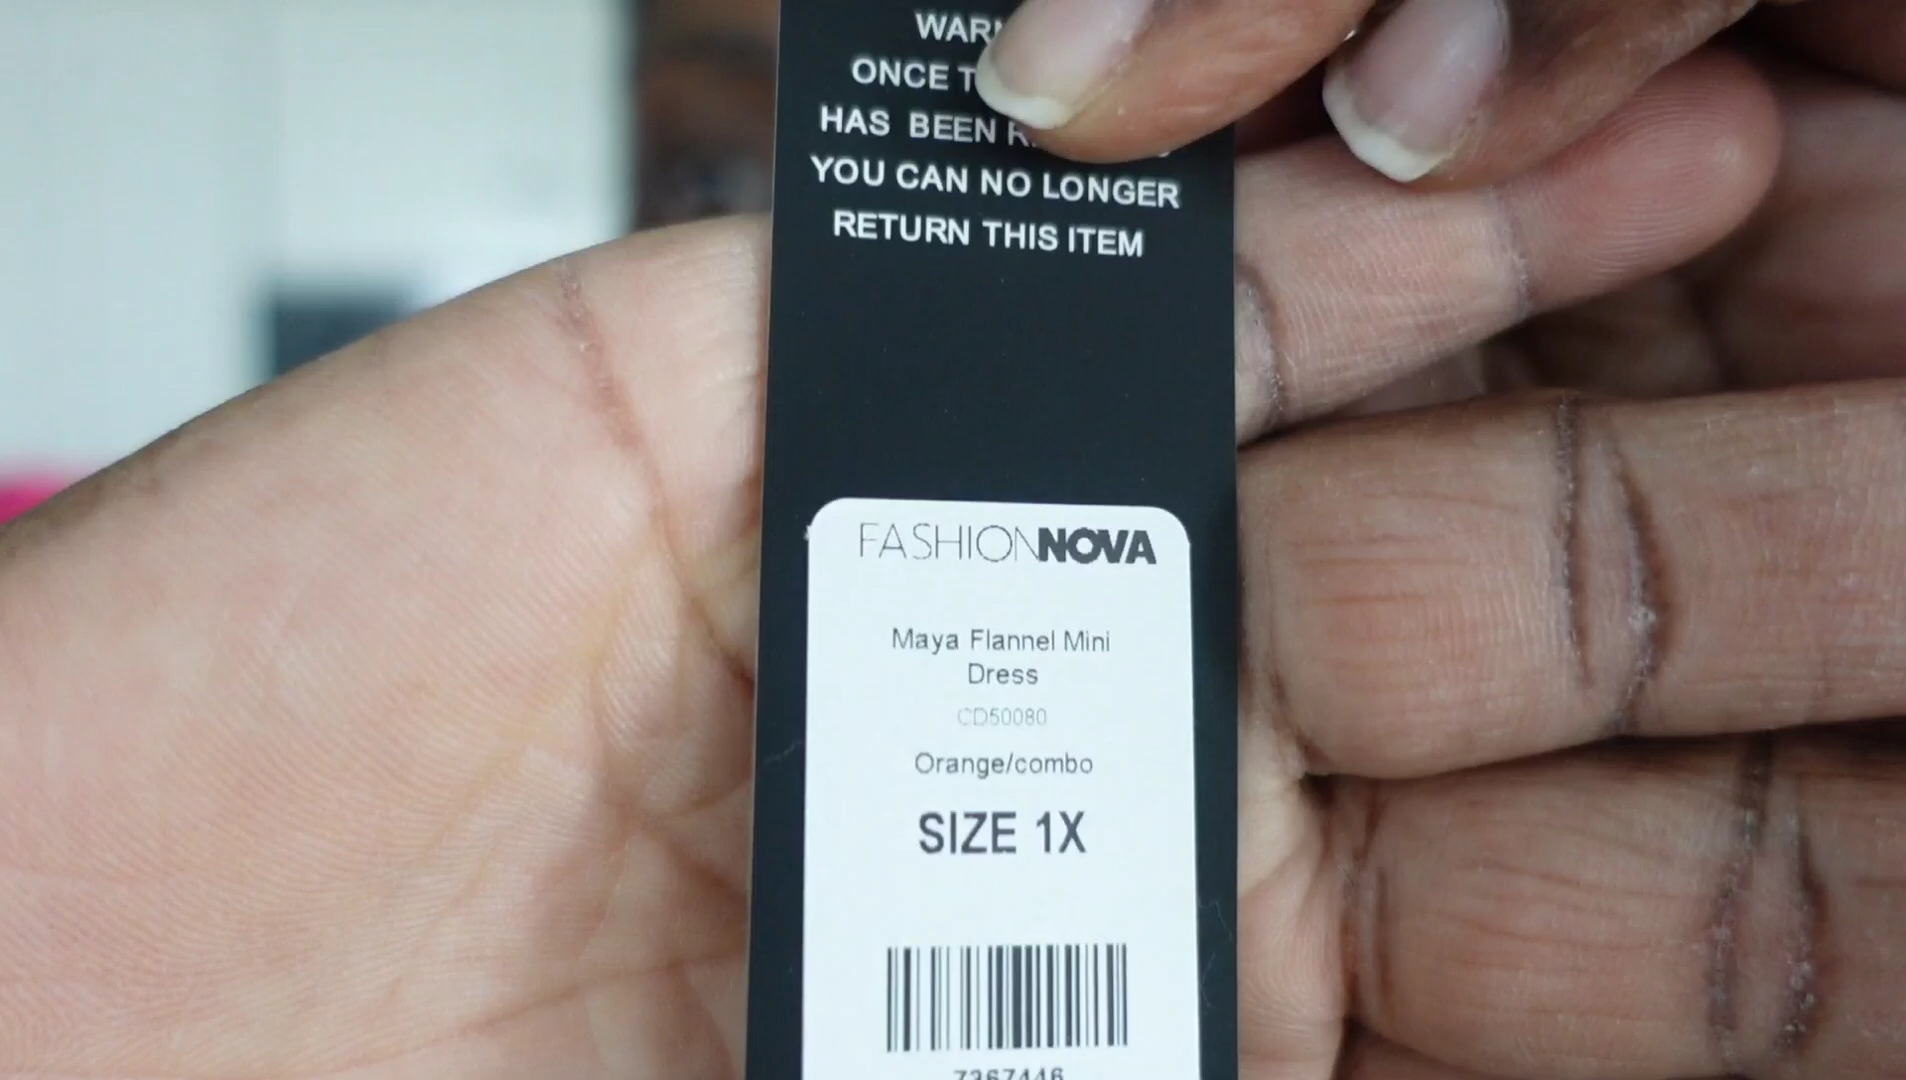 ONCE
HAS BEEN
YOU CAN NO LONGER
RETURN THIS ITEM
FASHIONNOVA
Maya Flannel Mini
Dress
CD50080
Orange/combo
SIZE 1X
7367446